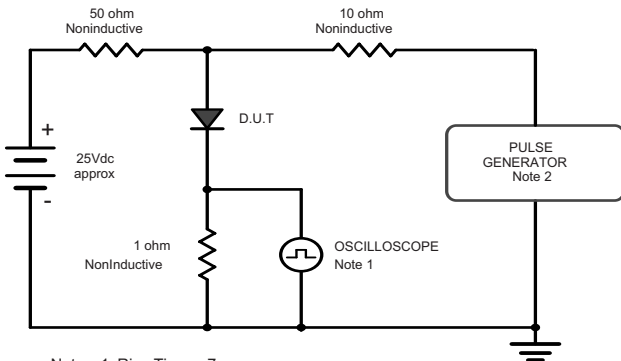 50 ohm
Noninductive
10 ohm
Noninductive
D.U.T
+
25Vdc
approx
-
PULSE
GENERATOR
Note 2
1 ohm
NonInductive
OSCILLOSCOPE
Note 1